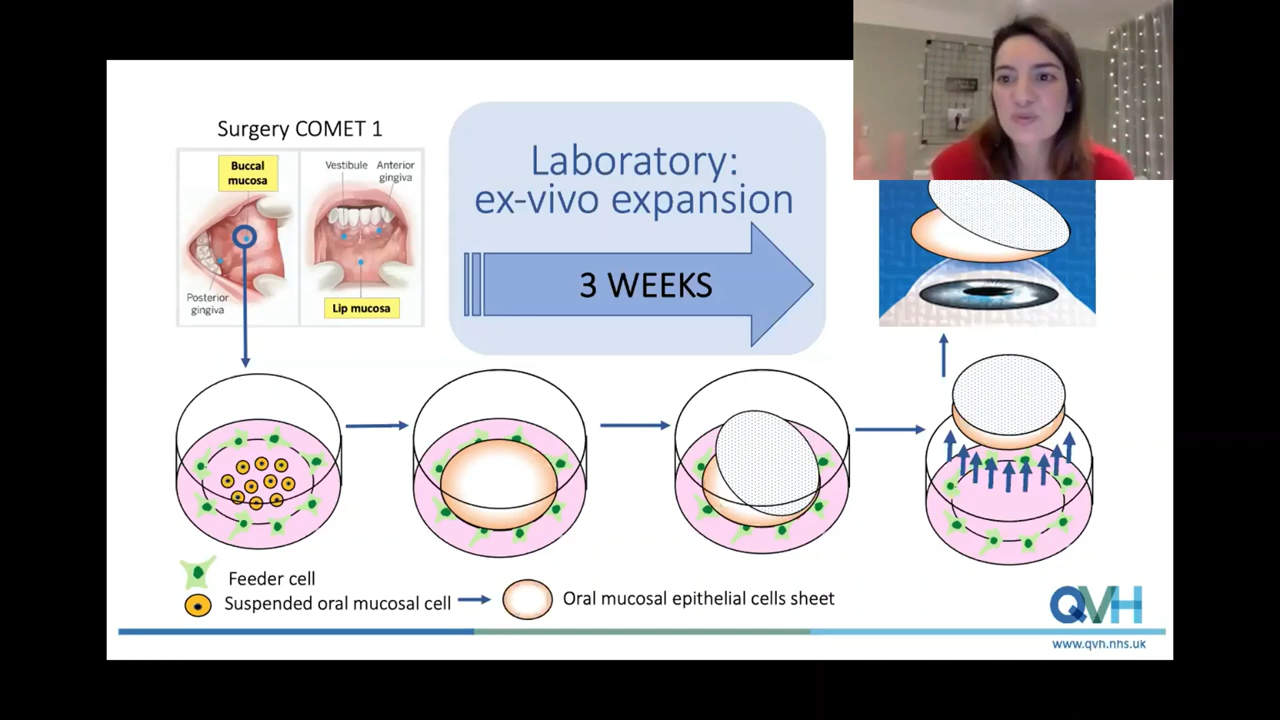 Surgery COMET 1
Buccal
mucosa
Posterior
gingiva
Vestibule
Anterior
gingiva
Lip mucosa
Laboratory:
ex-vivo expansion
3 WEEKS
Feeder cell
Suspended oral mucosal cell
Oral mucosal epithelial cells sheet
QVH
www.qvh.nhs.uk